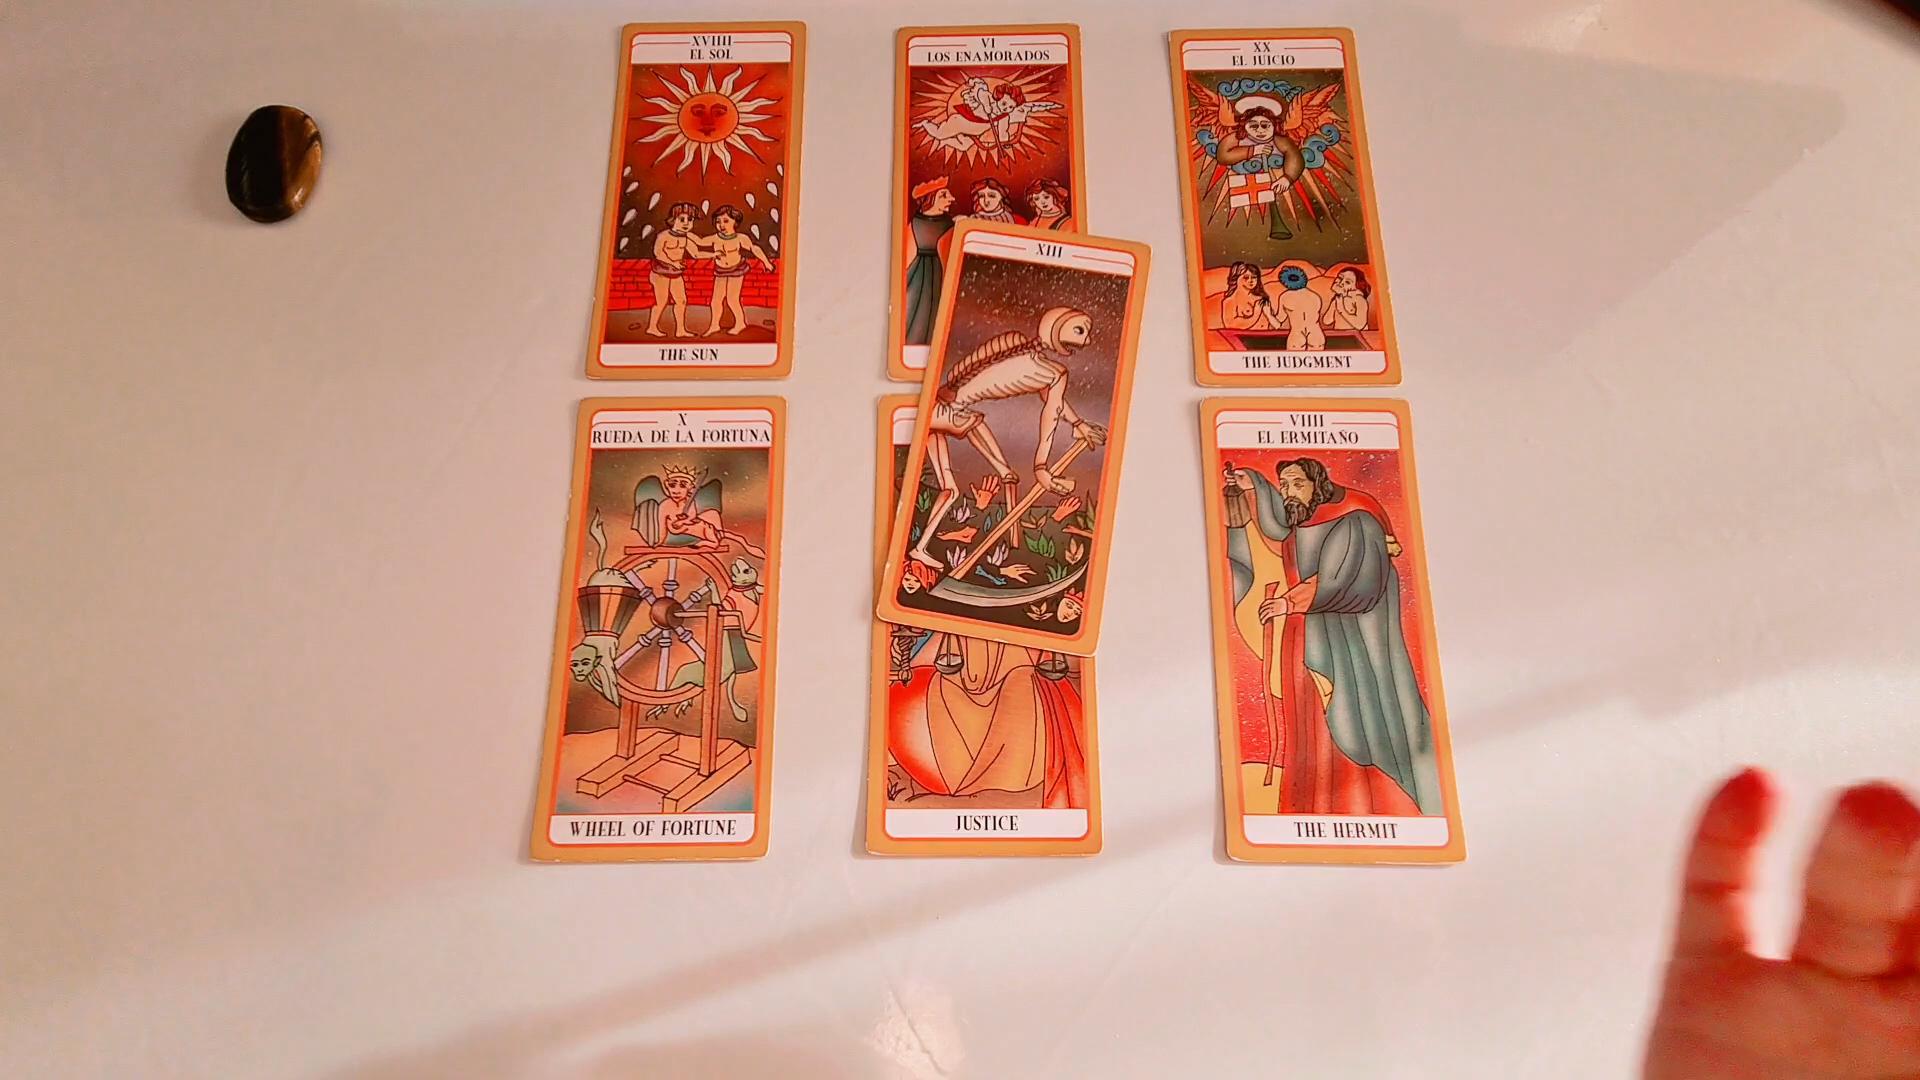 XVIIII
EL SOL
THE SUN
VI
LOS ENAMORADOS
XX
EL JUICIO
THE JUDGMENT
XIII
X
RUEDA DE LA FORTUNA
WHEEL OF FORTUNE
JUSTICE
VIIII
EL ERMITAÑO
THE HERMIT